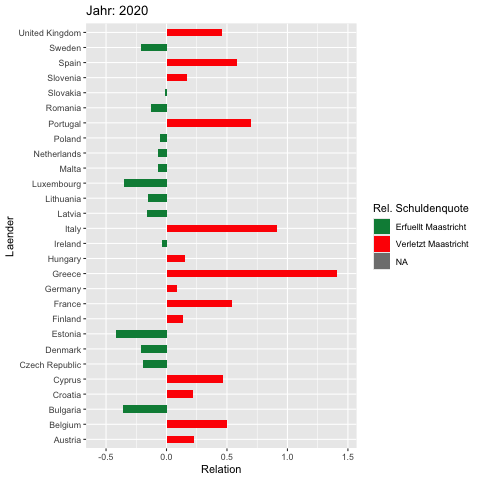 Jahr: 2020
United Kingdom
Sweden
Spain
Slovenia
Slovakia
Romania
Portugal
Poland
Netherlands
Malta
Luxembourg
Lithuania
Latvia
Italy
Ireland
Hungary
Greece
Germany
France
Finland
Estonia
Denmark
Czech Republic
Cyprus
Croatia
Bulgaria
Belgium
Austria
Laender
-0.5 0.0 0.5 1.0 1.5
Relation
Rel. Schuldenquote
Erfuellt Maastricht
Verletzt Maastricht
NA